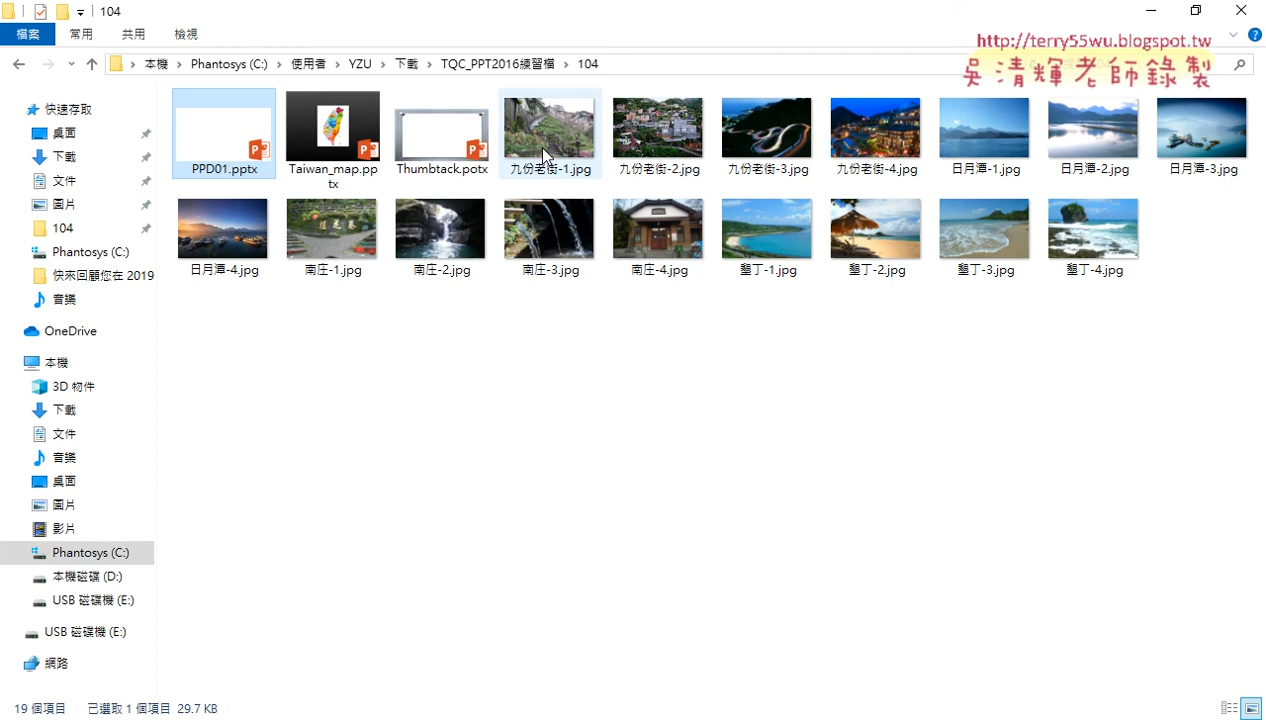 104
檔案 常用 共用 檢視
http://terry55wu.blogspot.tw
吳清輝老師錄製
本機 Phantosys (C:) 使用者 YZU 下載 TQC_PPT2016練習檔 104
快速存取
桌面
下載
文件
圖片
104
Phantosys (C:)
快來回顧您在 2019
音樂
OneDrive
本機
3D 物件
下載
文件
音樂
桌面
圖片
影片
Phantosys (C:)
本機磁碟 (D:)
USB 磁碟機 (E:)
USB 磁碟機 (E:)
網路
PPD01.pptx
Taiwan_map.pp
tx
Thumbtack.potx
九份老街-1.jpg
九份老街-2.jpg
九份老街-3.jpg
九份老街-4.jpg
日月潭-1.jpg
日月潭-2.jpg
日月潭-3.jpg
日月潭-4.jpg
南庄-1.jpg
南庄-2.jpg
南庄-3.jpg
南庄-4.jpg
墾丁-1.jpg
墾丁-2.jpg
墾丁-3.jpg
墾丁-4.jpg
19 個項目 已選取 1 個項目 29.7 KB